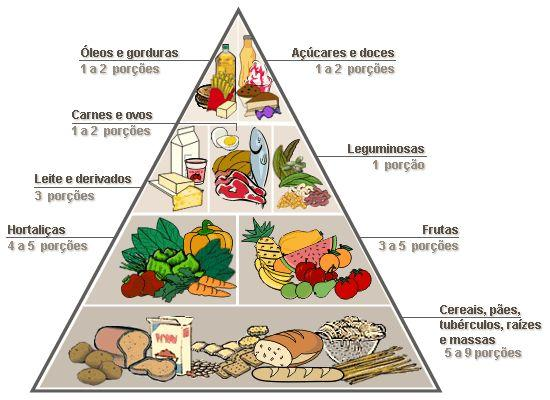 Óleos e gorduras
1 a 2 porções
Açúcares e doces
1 a 2 porções
Carnes e ovos
1 a 2 porções
Leguminosas
1 porção
Leite e derivados
3 porções
Hortaliças
4 a 5 porções
Frutas
3 a 5 porções
Cereais, pães,
tubérculos, raízes
e massas
5 a 9 porções